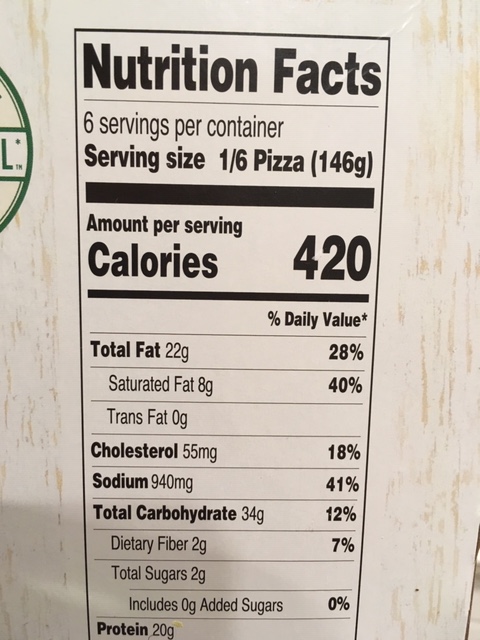 L*
TM
Nutrition Facts
6 servings per container
Serving size 1/6 Pizza (146g)
Amount per serving
Calories 420
% Daily Value*
Total Fat 22g 28%
Saturated Fat 8g 40%
Trans Fat 0g
Cholesterol 55mg 18%
Sodium 940mg 41%
Total Carbohydrate 34g 12%
Dietary Fiber 2g 7%
Total Sugars 2g
Includes 0g Added Sugars 0%
Protein 20g